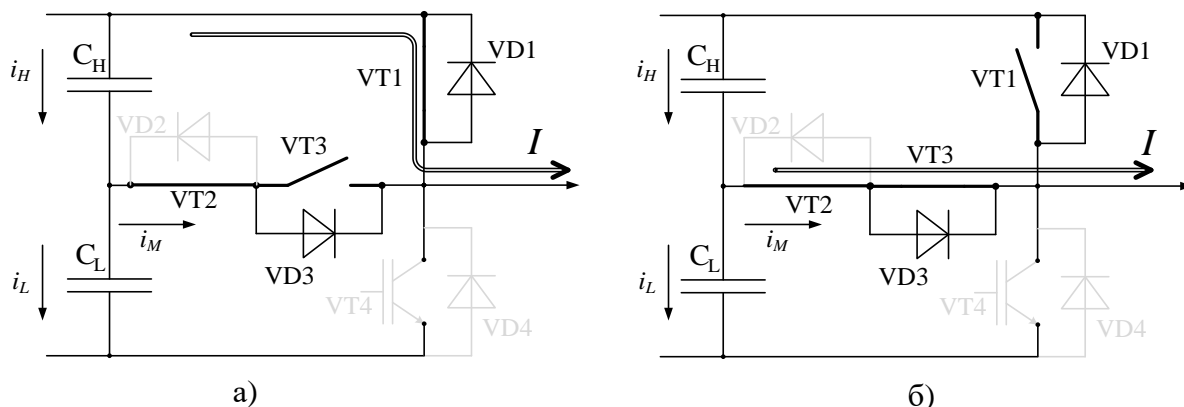 VD1
C_H
i_H
VT1
VD2
VT3
I
VT2
i_M
VD3
C_L
i_L
VT4
VD4
а)
VD1
C_H
i_H
VT1
VD2
VT3
I
VT2
i_M
VD3
C_L
i_L
VT4
VD4
б)